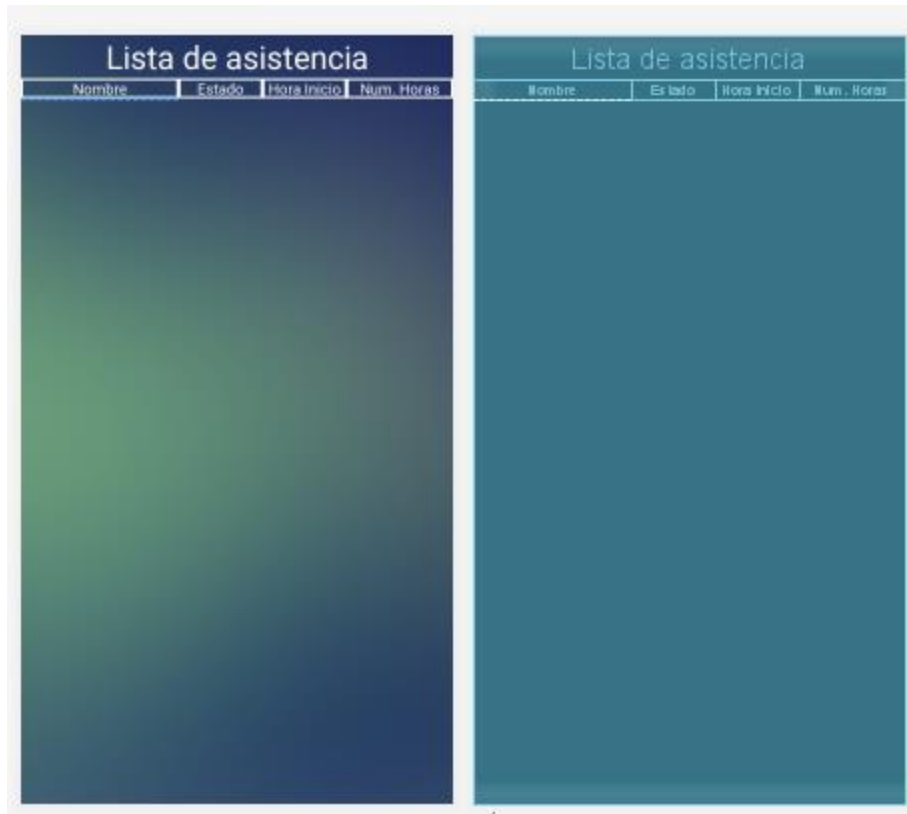 Lista de asistencia
Nombre Estado Hora Inicio Num. Horas
Lista de asistencia
Nombre Estado Hora Inicio Num. Horas